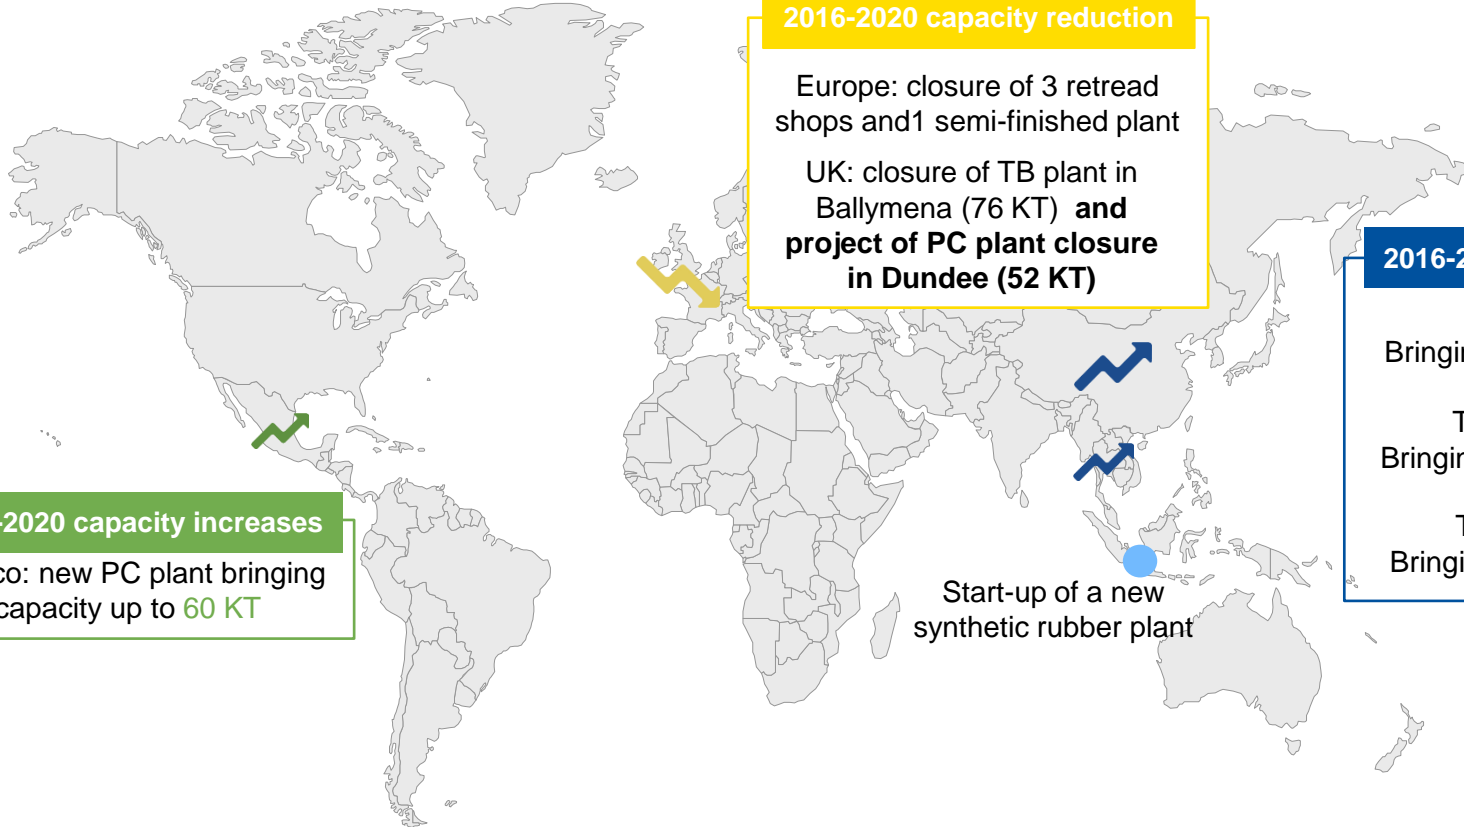 2016-2020 capacity reduction
Europe: closure of 3 retread
shops and1 semi-finished plant
UK: closure of TB plant in
Ballymena (76 KT) and
project of PC plant closure
in Dundee (52 KT)
2016-2
Bringin
T
Bringin
T
Bringi
-2020 capacity increases
co: new PC plant bringing
capacity up to 60 KT
Start-up of a new
synthetic rubber plant